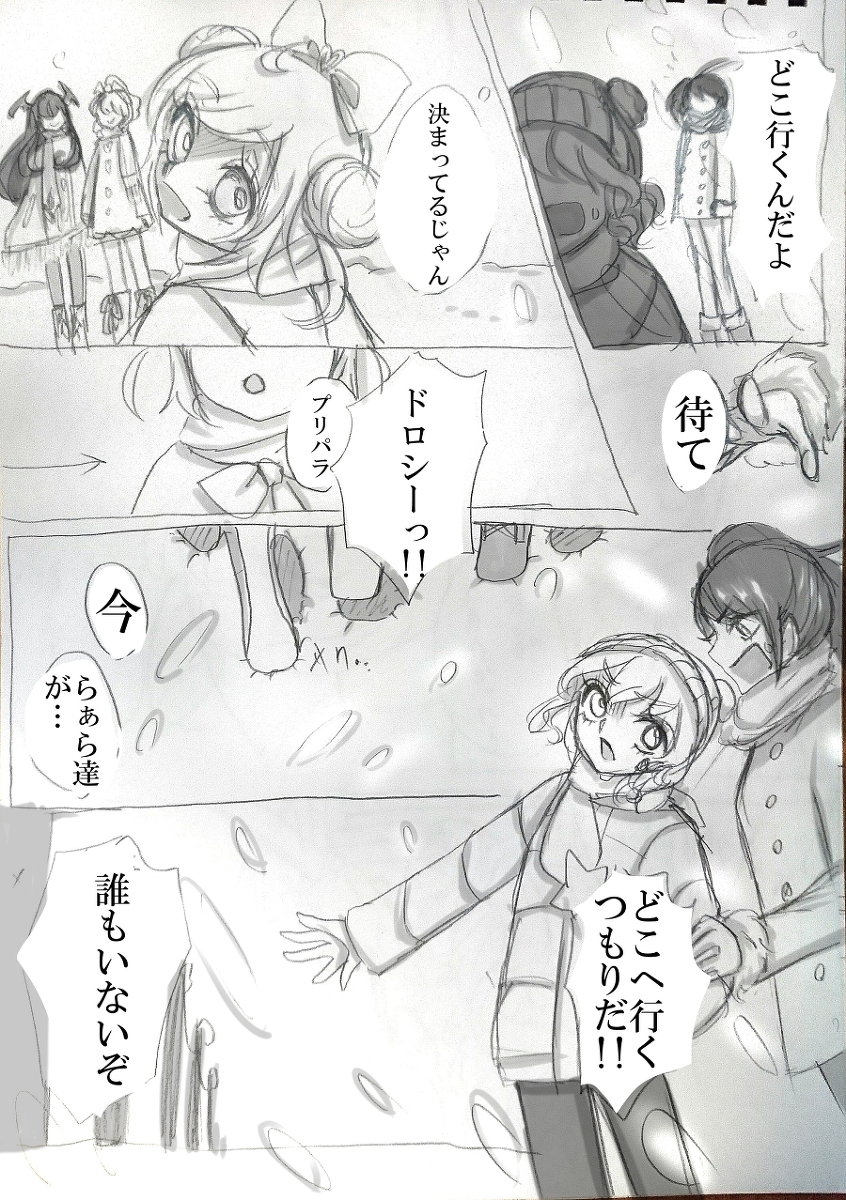 どこ行くんだよ
決まってるじゃん
待て
ドロシーっ!!
プリパラ
今
らぁら達
が…
どこへ行く
つもりだ!!
誰もいないぞ